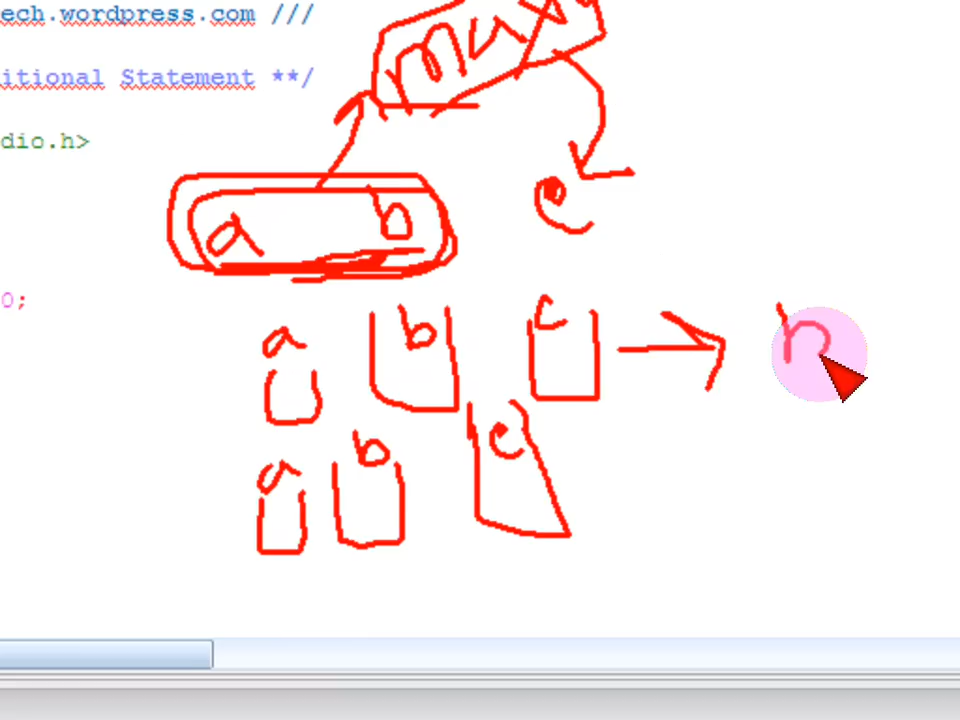 ech.wordpress.com ///
itional Statement **/
dio.h>
max
a b c
0;
a b c
a b c